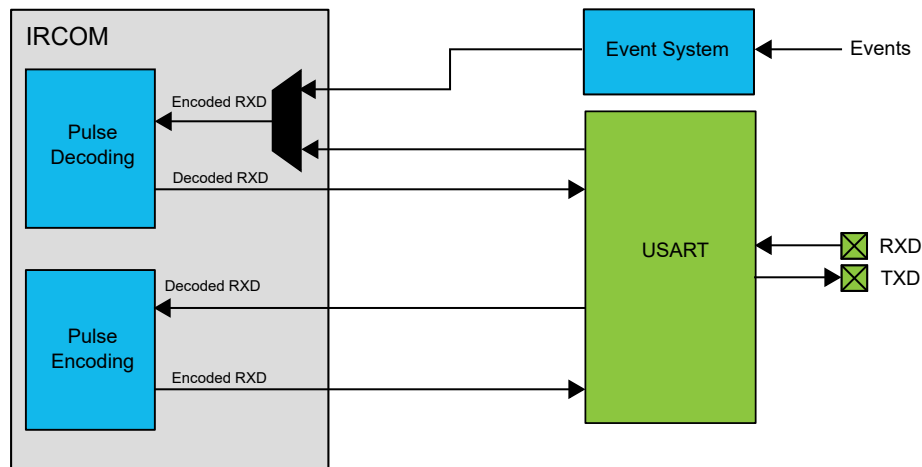 IRCOM
Event System
Events
Encoded RXD
Pulse
Decoding
Decoded RXD
USART
RXD
TXD
Decoded RXD
Pulse
Encoding
Encoded RXD